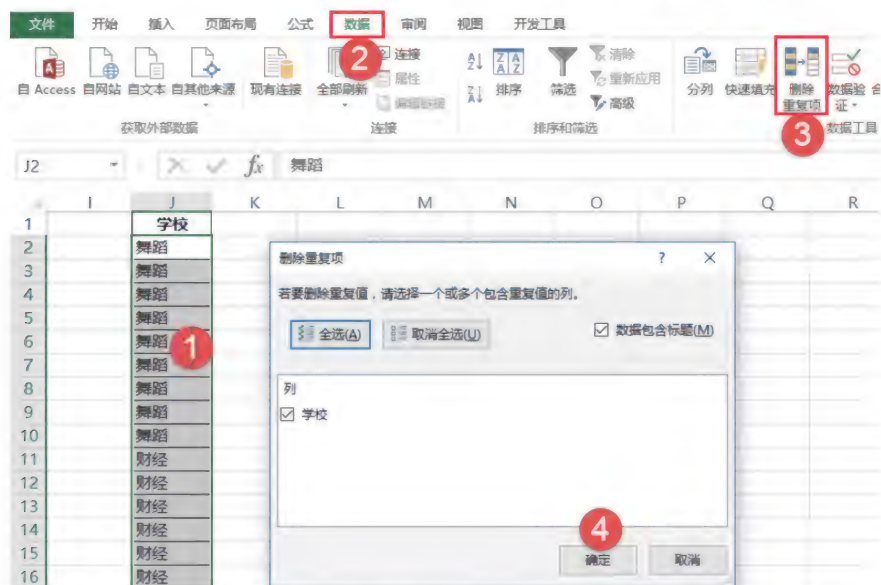 文件 开始 插入 页面布局 公式 数据 审阅 视图 开发工具
2
连接 清除
属性 重新应用
编辑链接 高级
自 Access 自网站 自文本 自其他来源 现有连接 全部刷新 排序 筛选 分列 快速填充 删除 数据验 合
重复项 证
3
获取外部数据 连接 排序和筛选 数据工具
J2 fx 舞蹈
I J K L M N O P Q R
1 学校
2 舞蹈
3 舞蹈
4 舞蹈
5 舞蹈
6 舞蹈
1
7 舞蹈
8 舞蹈
9 舞蹈
10 舞蹈
11 财经
12 财经
13 财经
14 财经
15 财经
16 财经
删除重复项 ? ×
若要删除重复值，请选择一个或多个包含重复值的列。
全选(A) 取消全选(U) 数据包含标题(M)
列
学校
4
确定 取消